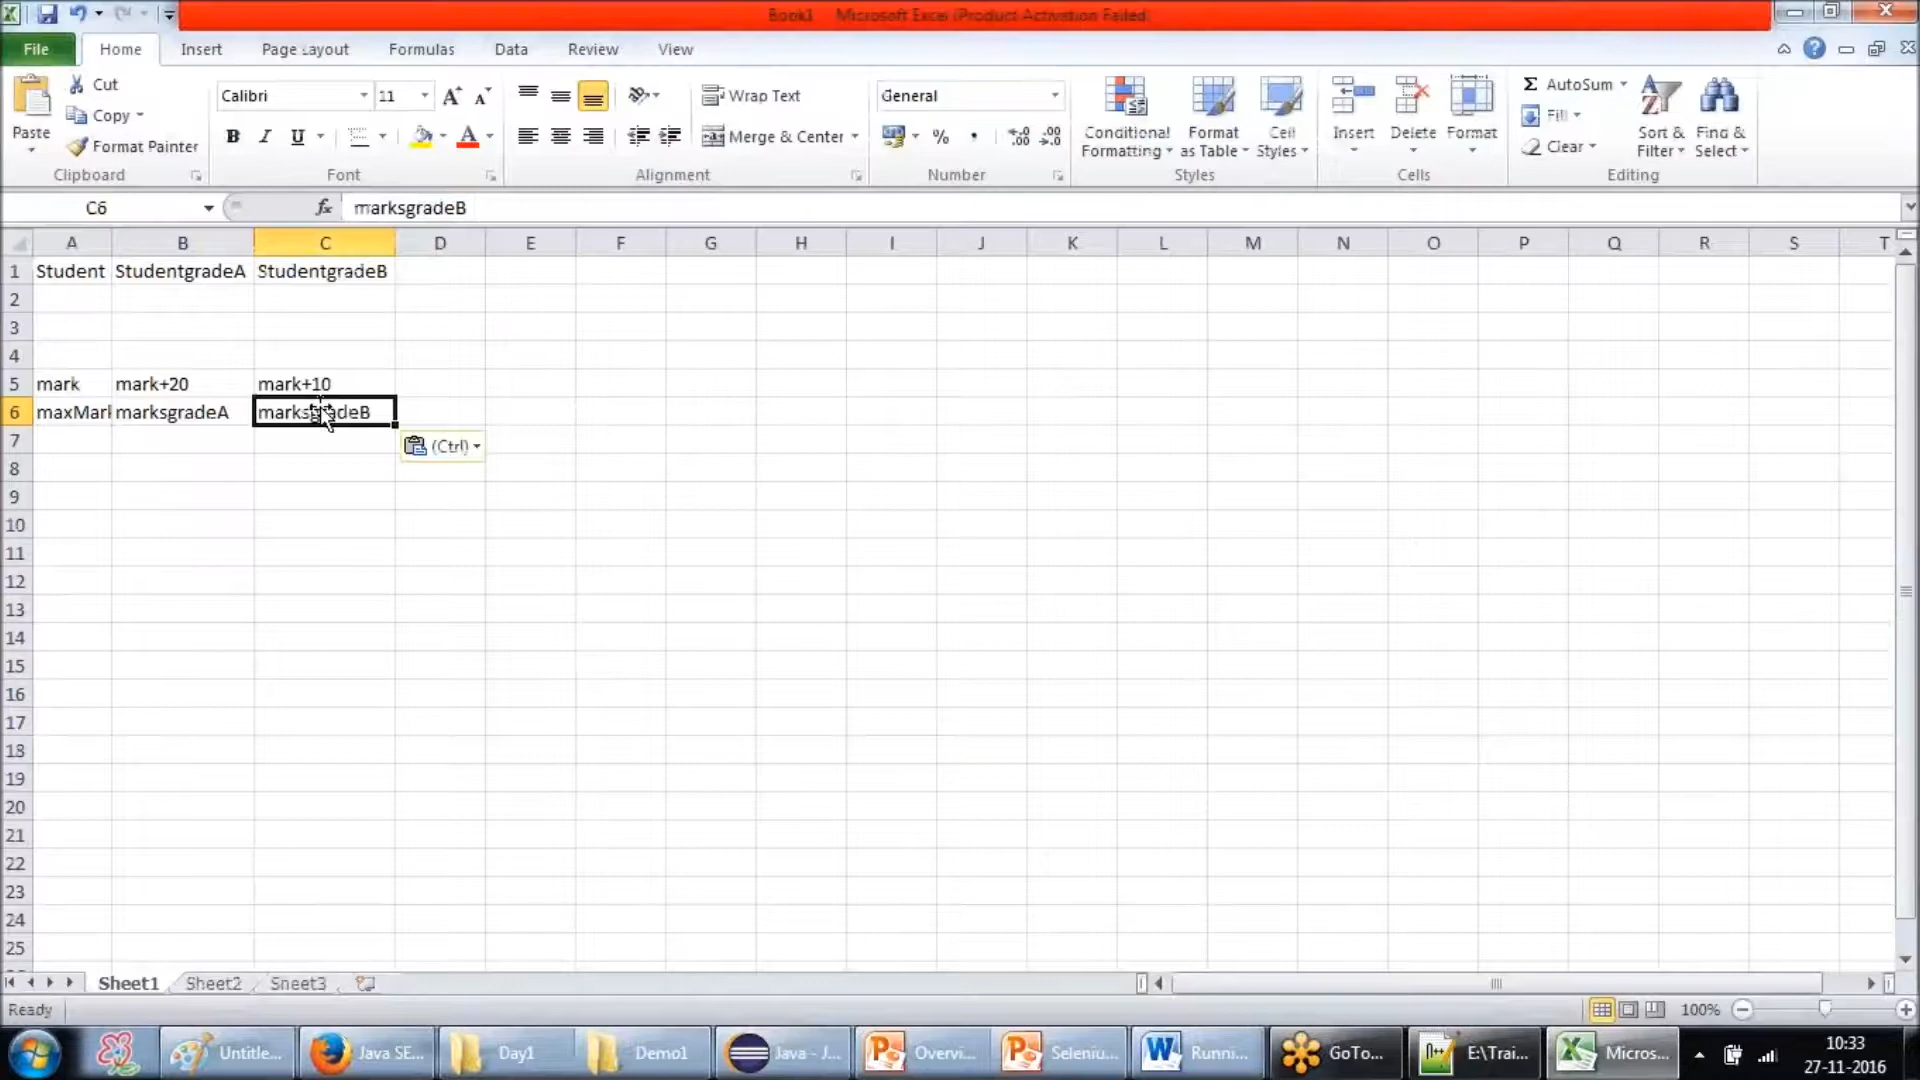 Book1    Microsoft Excel (Product Activation Failed)
File Home Insert Page Layout Formulas Data Review View
Paste
Cut
Copy
Format Painter
Clipboard
Calibri 11
B I U A
Font
Wrap Text
Merge & Center
Alignment
General
%
Number
Conditional Formatting
Format as Table
Cell Styles
Styles
Insert Delete Format
Cells
Σ AutoSum
Fill
Clear
Sort & Filter
Find & Select
Editing
C6 fx marksgradeB
A B C D E F G H I J K L M N O P Q R S T
1 Student StudentgradeA StudentgradeB
2
3
4
5 mark mark+20 mark+10
6 maxMark marksgradeA marksgradeB
7 (Ctrl)
8
9
10
11
12
13
14
15
16
17
18
19
20
21
22
23
24
25
Sheet1 Sheet2 Sheet3
Ready 100%
Untitle... Java SE... Day1 Demo1 Java - J... Overvi... Seleniu... Runni... GoTo... E:\Trai... Micros... 10:33
27-11-2016